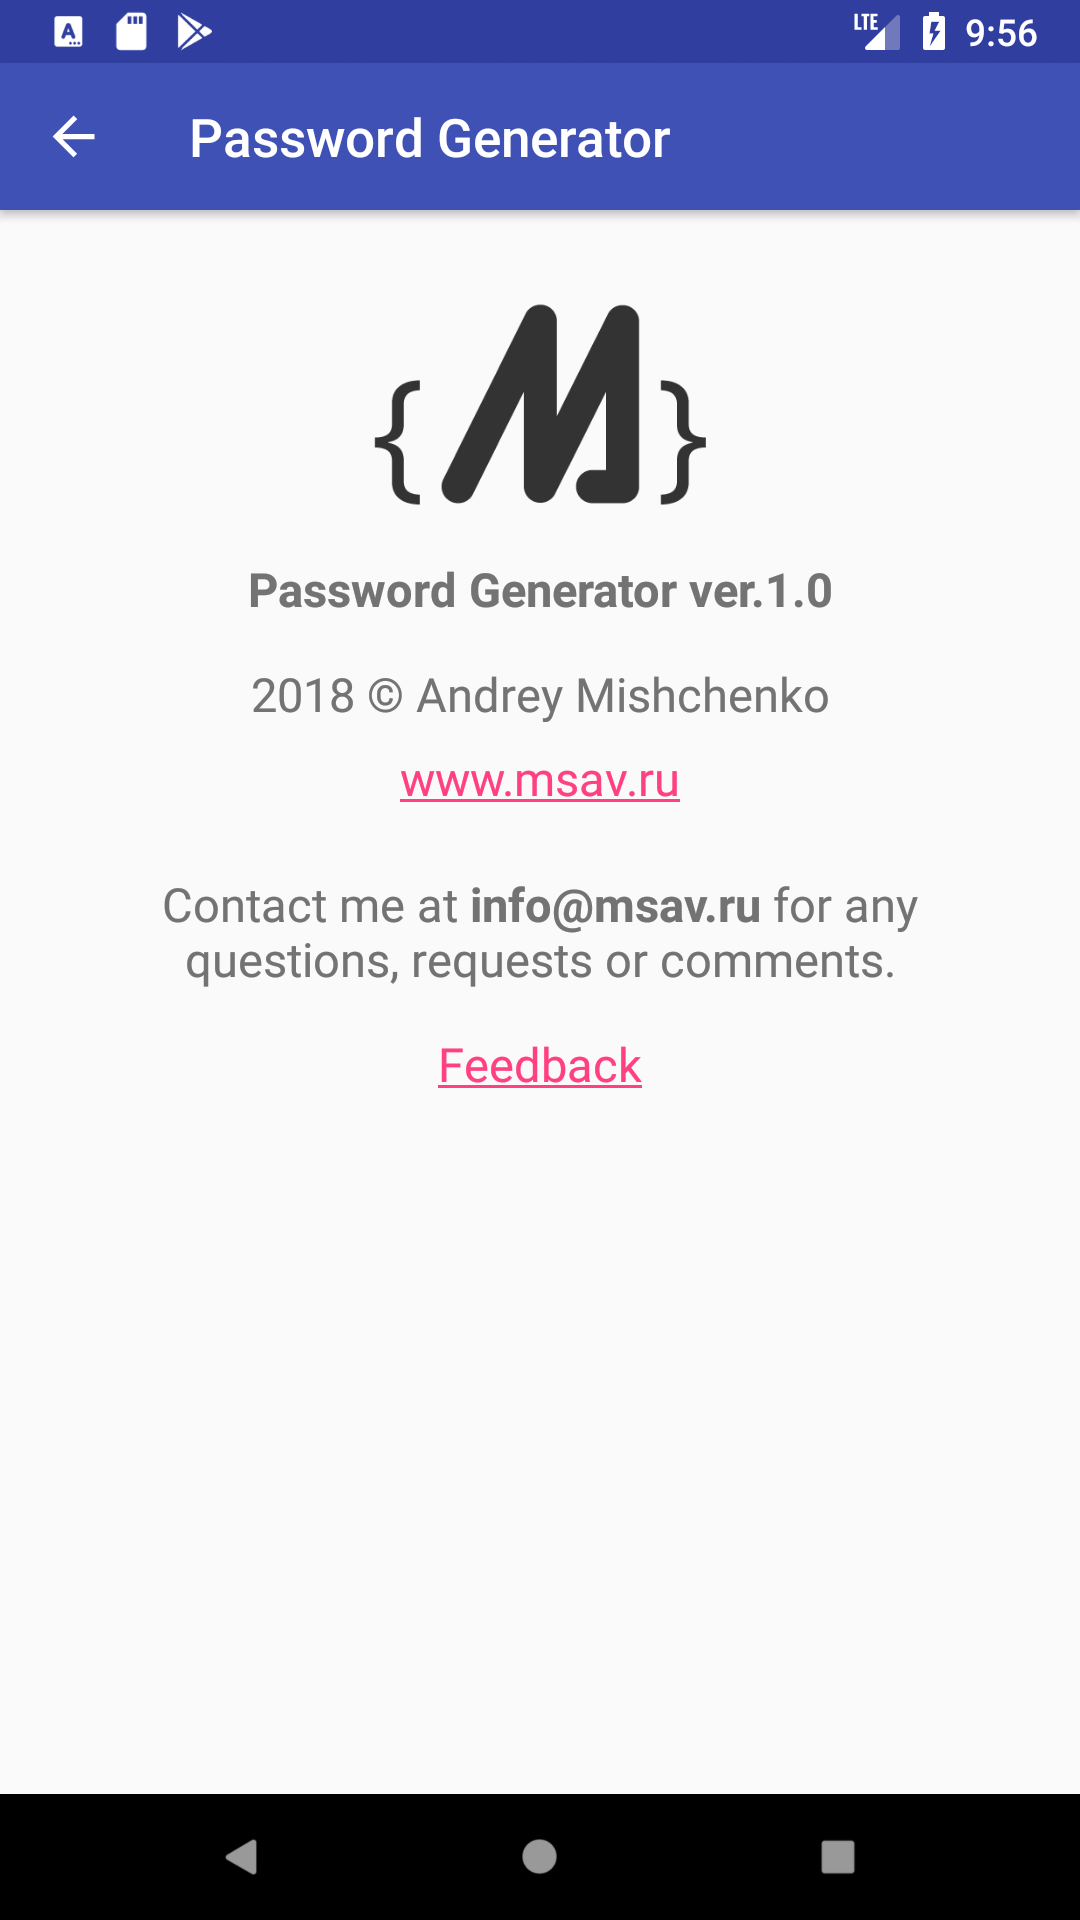 LTE 9:56
Password Generator
{M}
Password Generator ver.1.0
2018 © Andrey Mishchenko
www.msav.ru
Contact me at info@msav.ru for any
questions, requests or comments.
Feedback